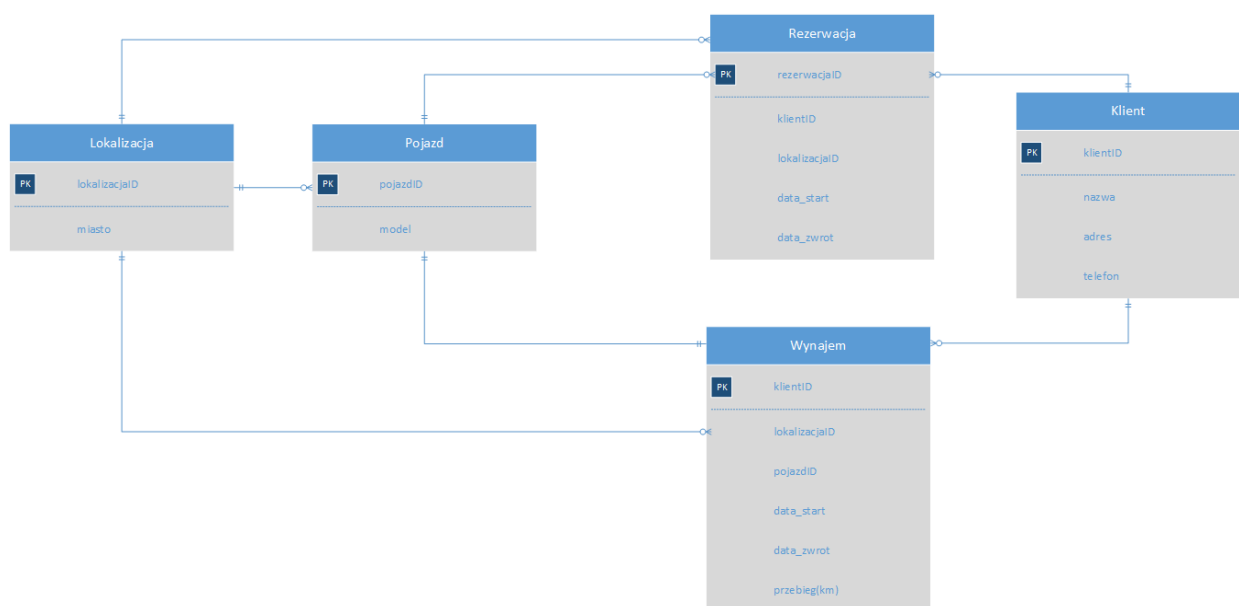 Rezerwacja
PK rezerwacjaID
klientID
lokalizacjaID
data_start
data_zwrot
Klient
PK klientID
nazwa
adres
telefon
Lokalizacja
PK lokalizacjaID
miasto
Pojazd
PK pojazdID
model
Wynajem
PK klientID
lokalizacjaID
pojazdID
data_start
data_zwrot
przebieg(km)